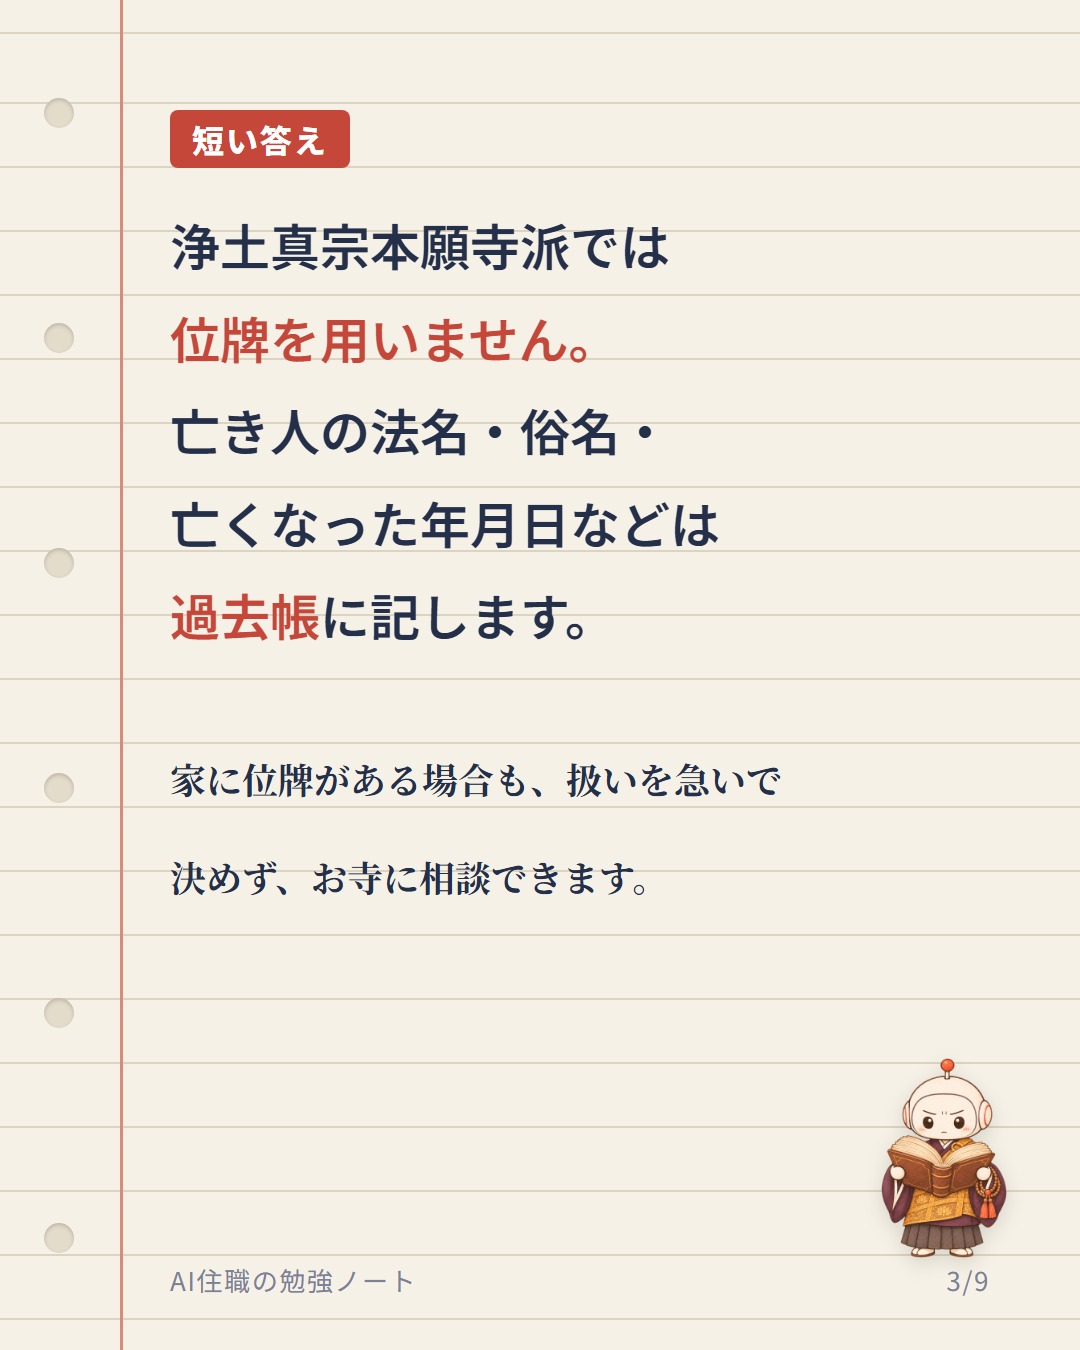 短い答え
浄土真宗本願寺派では
位牌を用いません。
亡き人の法名・俗名・
亡くなった年月日などは
過去帳に記します。
家に位牌がある場合も、扱いを急いで
決めず、お寺に相談できます。
AI住職の勉強ノート
3/9